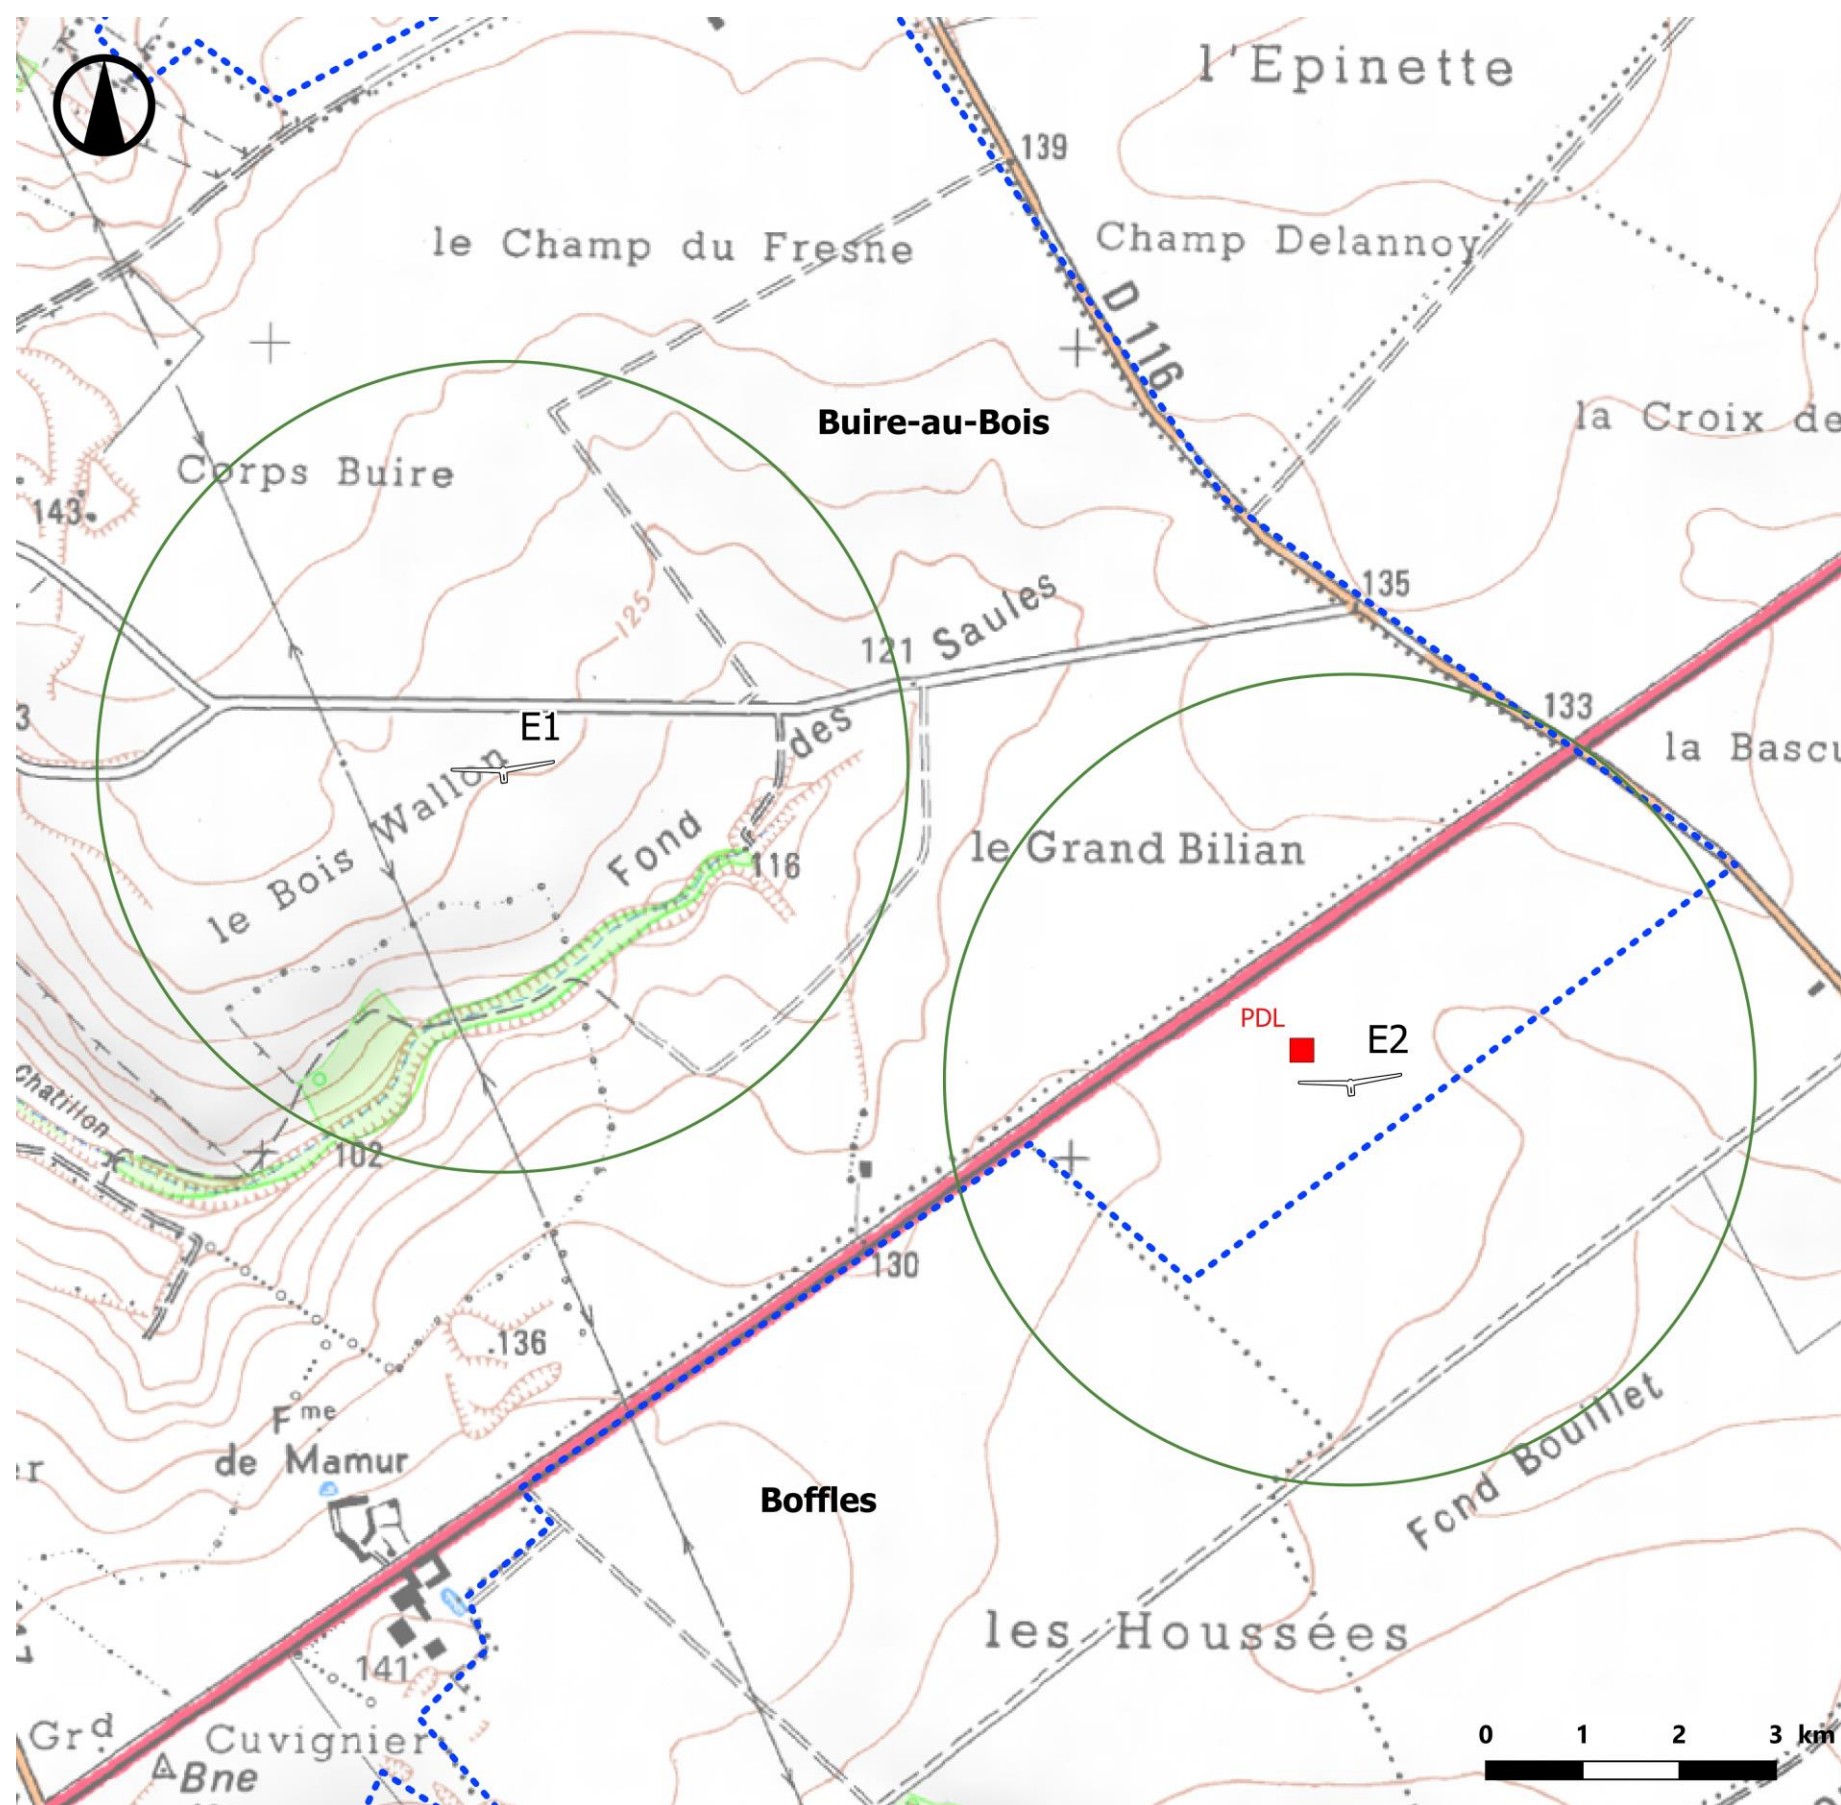 l'Epinette
139
le Champ du Fresne
Champ Delannoy
D 116
Buire-au-Bois
la Croix de
Corps Buire
143
125
135
121
Saules
133
3
E1
des
la Bascu
le Bois Wallon
Fond
116
le Grand Bilian
PDL
E2
Chatillon
102
130
136
Fme
de Mamur
er
Boffles
Fond Bouillet
les Houssées
141
Grd Cuvignier
Bne
0 1 2 3 km